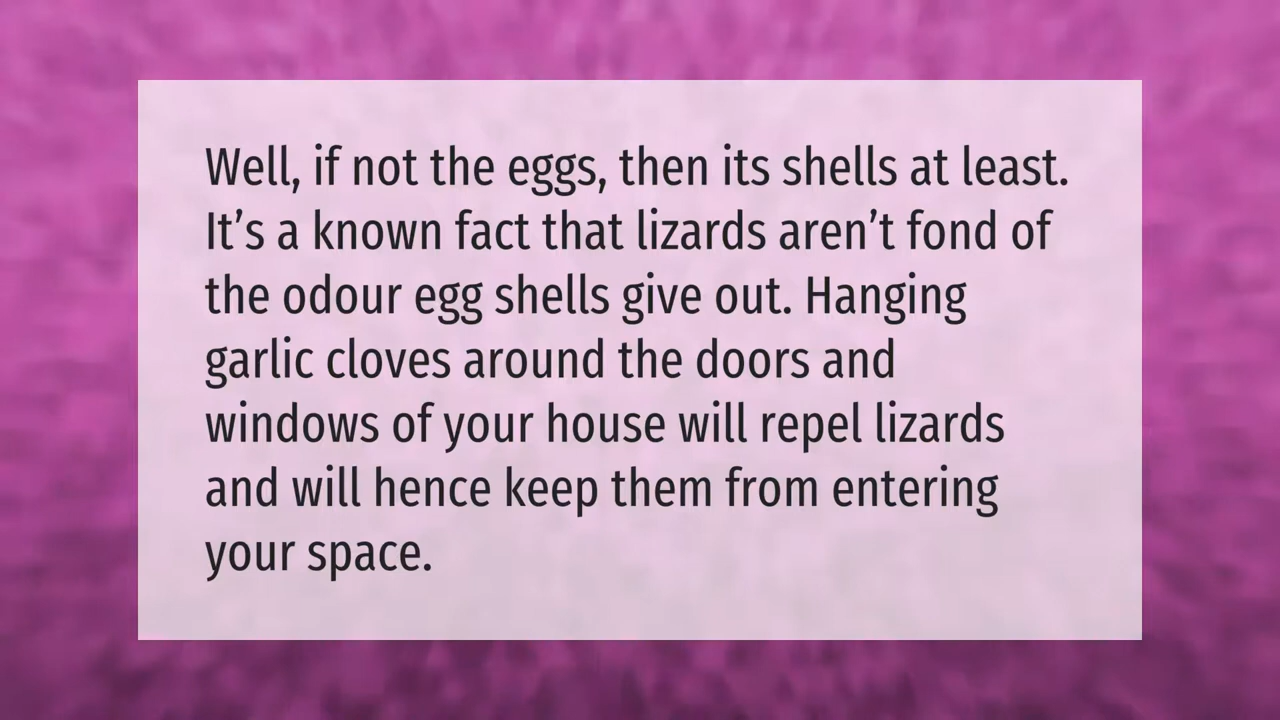 Well, if not the eggs, then its shells at least.
It’s a known fact that lizards aren’t fond of
the odour egg shells give out. Hanging
garlic cloves around the doors and
windows of your house will repel lizards
and will hence keep them from entering
your space.